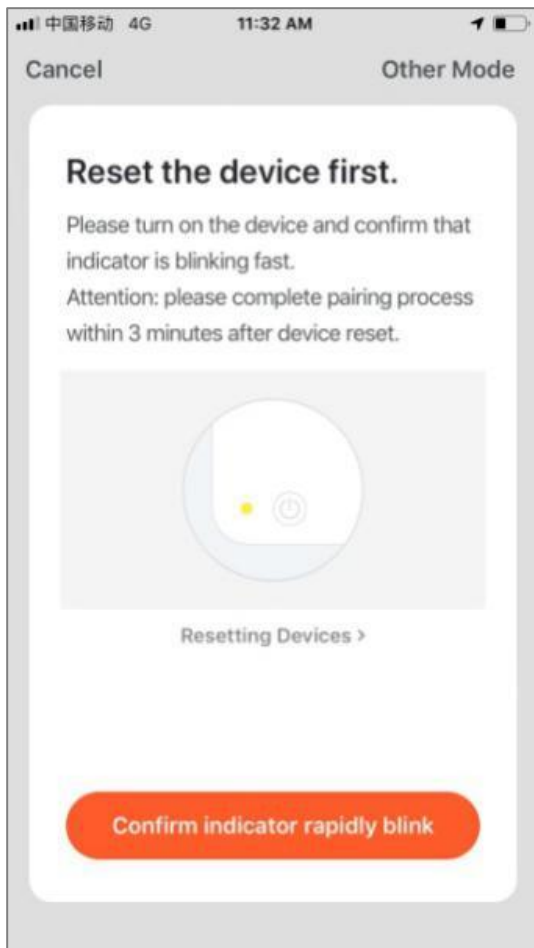 中国移动 4G 11:32 AM
Cancel Other Mode
Reset the device first.
Please turn on the device and confirm that
indicator is blinking fast.
Attention: please complete pairing process
within 3 minutes after device reset.
Resetting Devices >
Confirm indicator rapidly blink